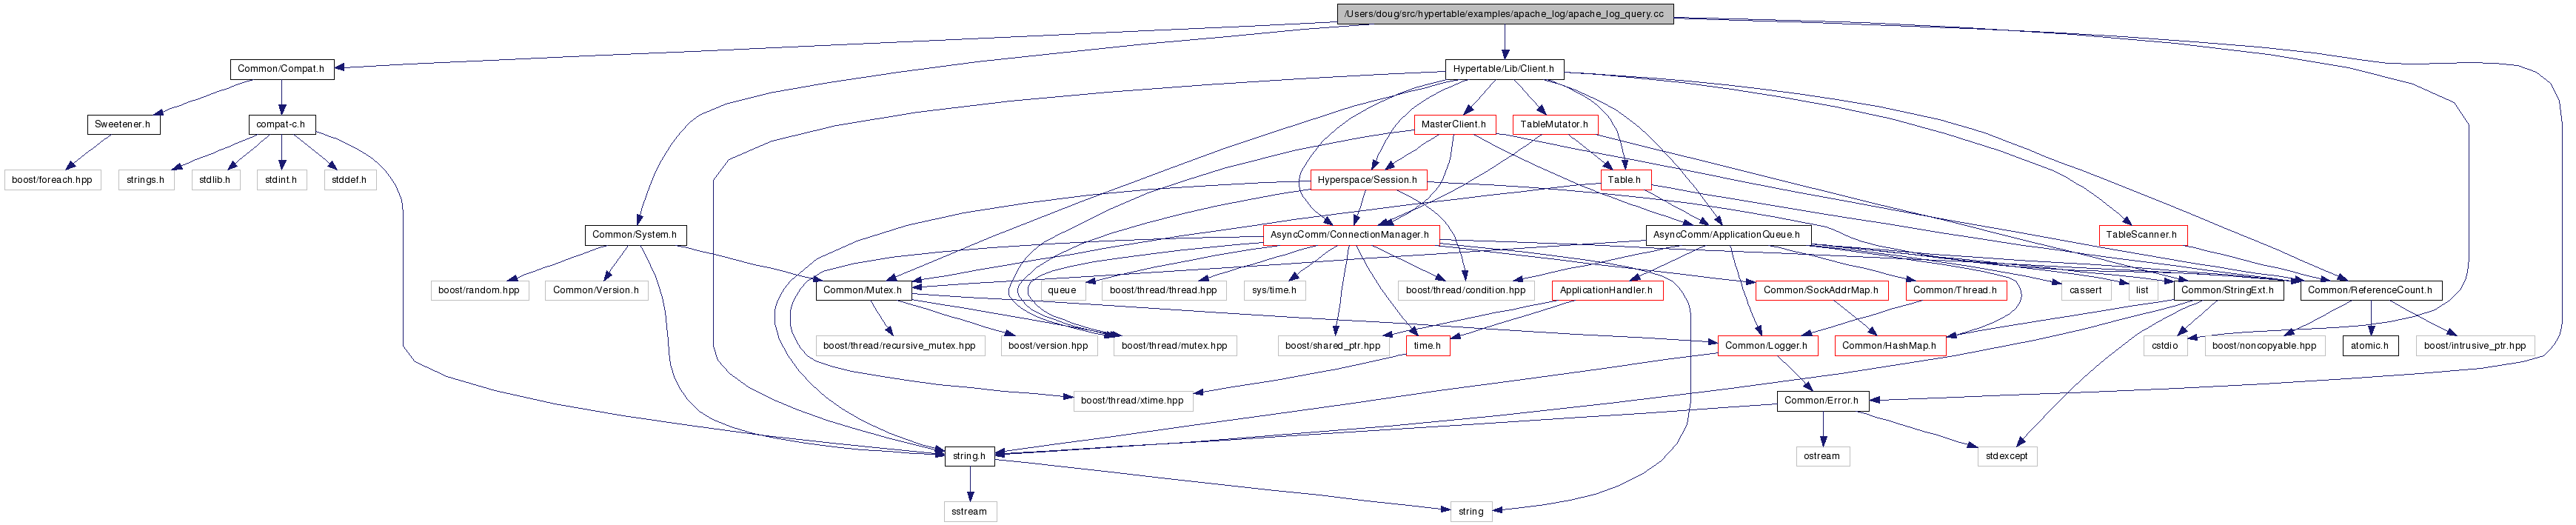 /Users/doug/src/hypertable/examples/apache_log/apache_log_query.cc
Common/Compat.h
Hypertable/Lib/Client.h
Sweetener.h
compat-c.h
MasterClient.h
TableMutator.h
boost/foreach.hpp
strings.h
stdlib.h
stdint.h
stddef.h
Hyperspace/Session.h
Table.h
Common/System.h
AsyncComm/ConnectionManager.h
AsyncComm/ApplicationQueue.h
TableScanner.h
boost/random.hpp
Common/Version.h
Common/Mutex.h
queue
boost/thread/thread.hpp
sys/time.h
boost/thread/condition.hpp
ApplicationHandler.h
Common/SockAddrMap.h
Common/Thread.h
cassert
list
Common/StringExt.h
Common/ReferenceCount.h
boost/thread/recursive_mutex.hpp
boost/version.hpp
boost/thread/mutex.hpp
boost/shared_ptr.hpp
time.h
Common/Logger.h
Common/HashMap.h
cstdio
boost/noncopyable.hpp
atomic.h
boost/intrusive_ptr.hpp
boost/thread/xtime.hpp
Common/Error.h
string.h
ostream
stdexcept
sstream
string